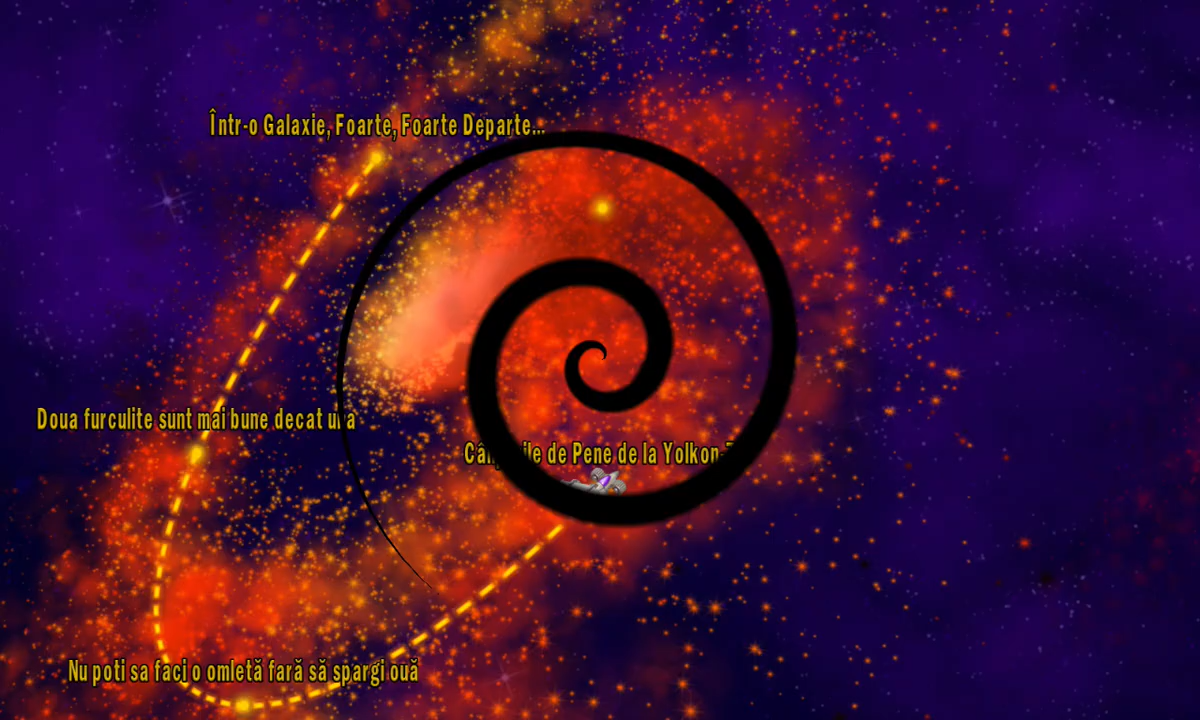 Într-o Galaxie, Foarte, Foarte Departe...
Doua furculite sunt mai bune decat una
de Pene de la Yolkon
Nu poti sa faci o omletă fară să spargi ouă